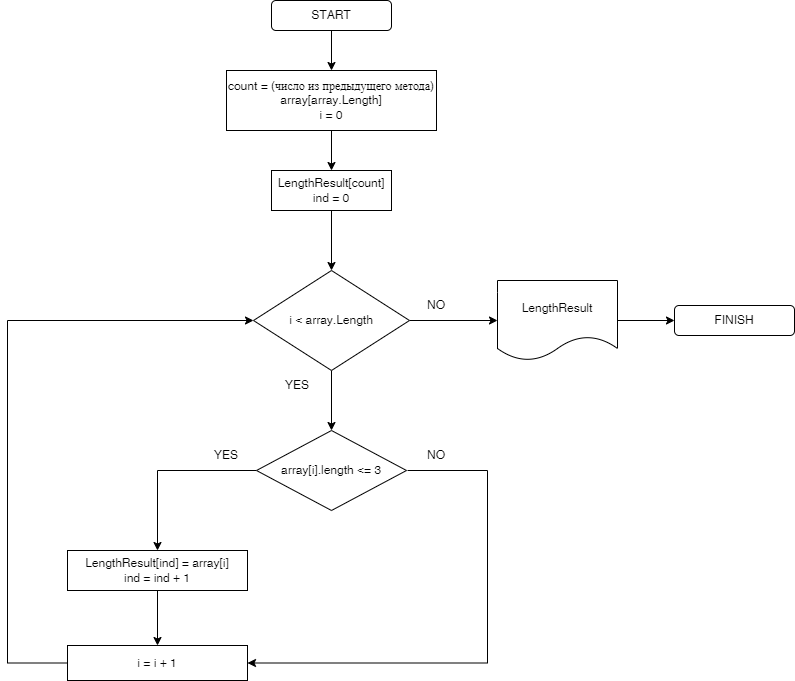 START
count = (число из предыдущего метода)
array[array.Length]
i = 0
LengthResult[count]
ind = 0
i < array.Length
NO
LengthResult
FINISH
YES
array[i].length <= 3
YES
NO
LengthResult[ind] = array[i]
ind = ind + 1
i = i + 1